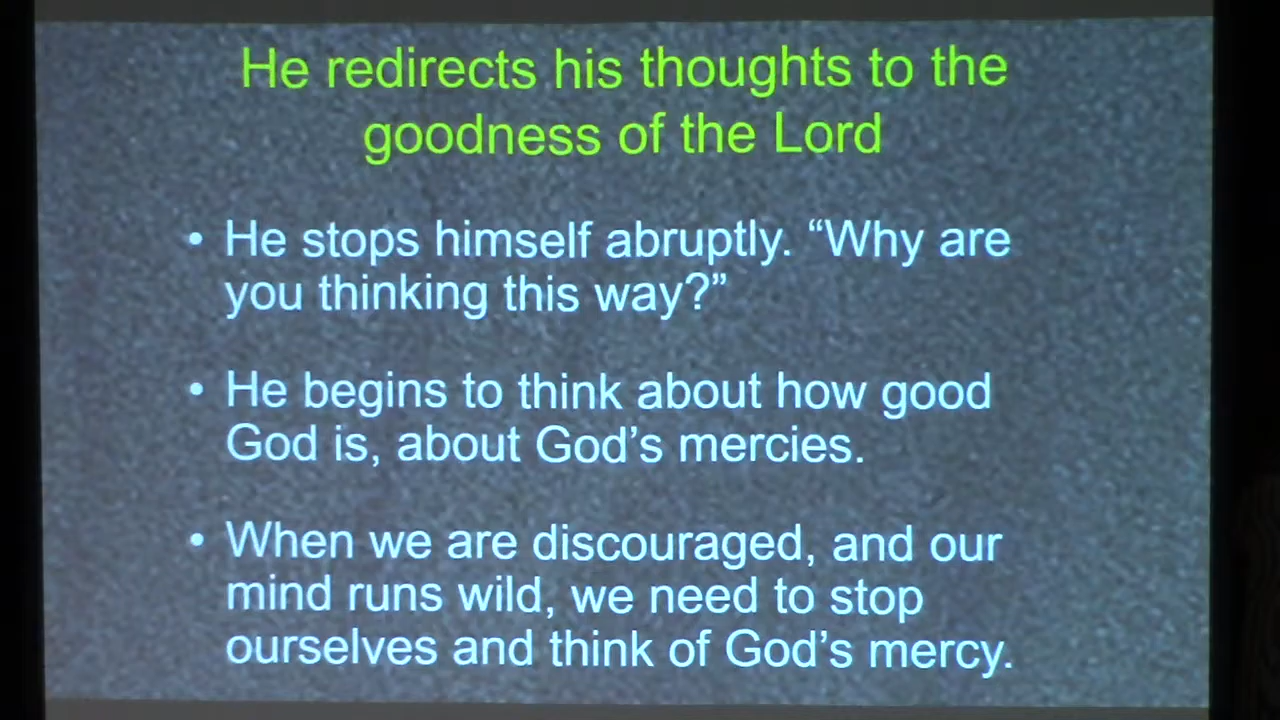 He redirects his thoughts to the
goodness of the Lord
• He stops himself abruptly. “Why are
you thinking this way?”
• He begins to think about how good
God is, about God’s mercies.
• When we are discouraged, and our
mind runs wild, we need to stop
ourselves and think of God’s mercy.